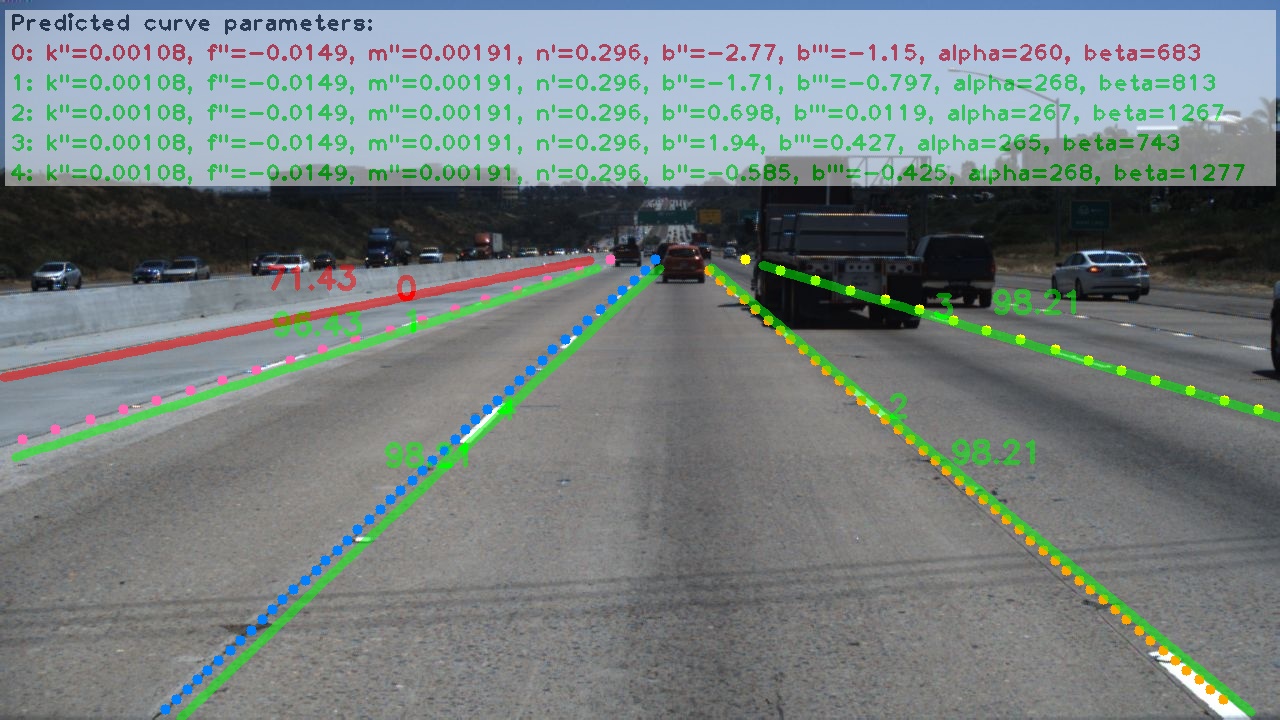 Predicted curve parameters:
0: k''=0.00108, f''=-0.0149, m''=0.00191, n'=0.296, b''=-2.77, b'''=-1.15, alpha=260, beta=683
1: k''=0.00108, f''=-0.0149, m''=0.00191, n'=0.296, b''=-1.71, b'''=-0.797, alpha=268, beta=813
2: k''=0.00108, f''=-0.0149, m''=0.00191, n'=0.296, b''=0.698, b'''=0.0119, alpha=267, beta=1267
3: k''=0.00108, f''=-0.0149, m''=0.00191, n'=0.296, b''=1.94, b'''=0.427, alpha=265, beta=743
4: k''=0.00108, f''=-0.0149, m''=0.00191, n'=0.296, b''=-0.585, b'''=-0.425, alpha=268, beta=1277
71.43 0
98.43 1
3 98.21
2
98.21